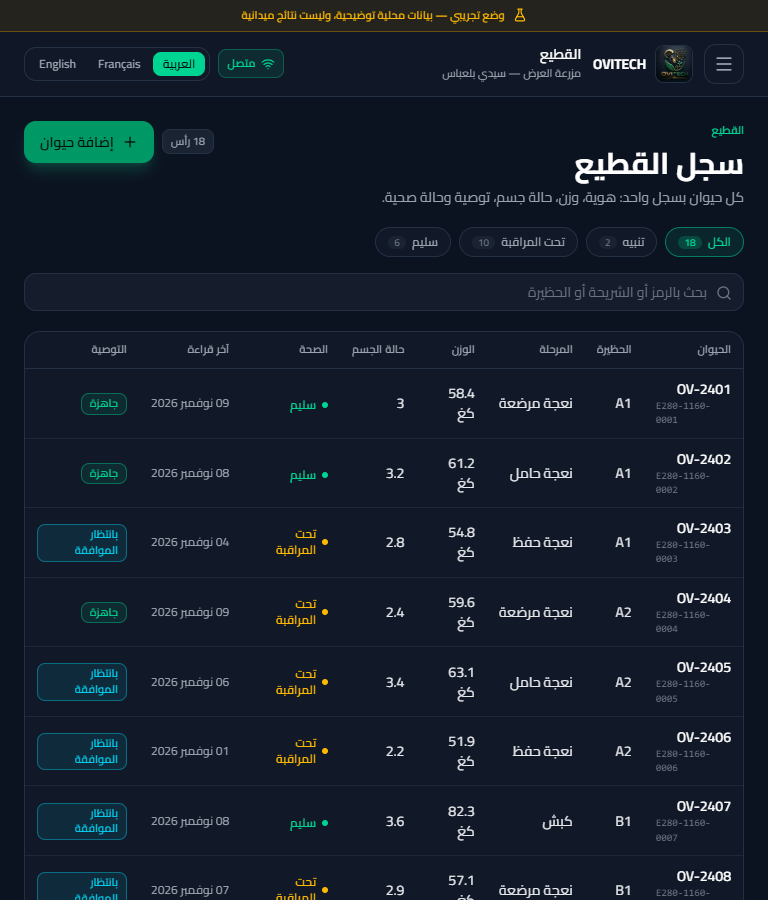 وضع تجريبي — بيانات محلية توضيحية، وليست نتائج ميدانية
OVITECH
القطيع
مزرعة العرض — سيدي بلعباس
متصل
العربية
Français
English
القطيع
سجل القطيع
كل حيوان بسجل واحد: هوية، وزن، حالة جسم، توصية وحالة صحية.
18 رأس
إضافة حيوان
الكل 18
تنبيه 2
تحت المراقبة 10
سليم 6
بحث بالرمز أو الشريحة أو الحظيرة
الحيوان الحظيرة المرحلة الوزن حالة الجسم الصحة آخر قراءة التوصية
OV-2401
E280-1160-
0001
A1
نعجة مرضعة
58.4
كغ
3
سليم
09 نوفمبر 2026
جاهزة
OV-2402
E280-1160-
0002
A1
نعجة حامل
61.2
كغ
3.2
سليم
08 نوفمبر 2026
جاهزة
OV-2403
E280-1160-
0003
A1
نعجة حفظ
54.8
كغ
2.8
تحت
المراقبة
04 نوفمبر 2026
بانتظار
الموافقة
OV-2404
E280-1160-
0004
A2
نعجة مرضعة
59.6
كغ
2.4
تحت
المراقبة
09 نوفمبر 2026
جاهزة
OV-2405
E280-1160-
0005
A2
نعجة حامل
63.1
كغ
3.4
تحت
المراقبة
06 نوفمبر 2026
بانتظار
الموافقة
OV-2406
E280-1160-
0006
A2
نعجة حفظ
51.9
كغ
2.2
تحت
المراقبة
01 نوفمبر 2026
بانتظار
الموافقة
OV-2407
E280-1160-
0007
B1
كبش
82.3
كغ
3.6
سليم
08 نوفمبر 2026
بانتظار
الموافقة
OV-2408
E280-1160-
B1
نعجة مرضعة
57.1
كغ
2.9
تحت
المراقبة
07 نوفمبر 2026
بانتظار
الموافقة